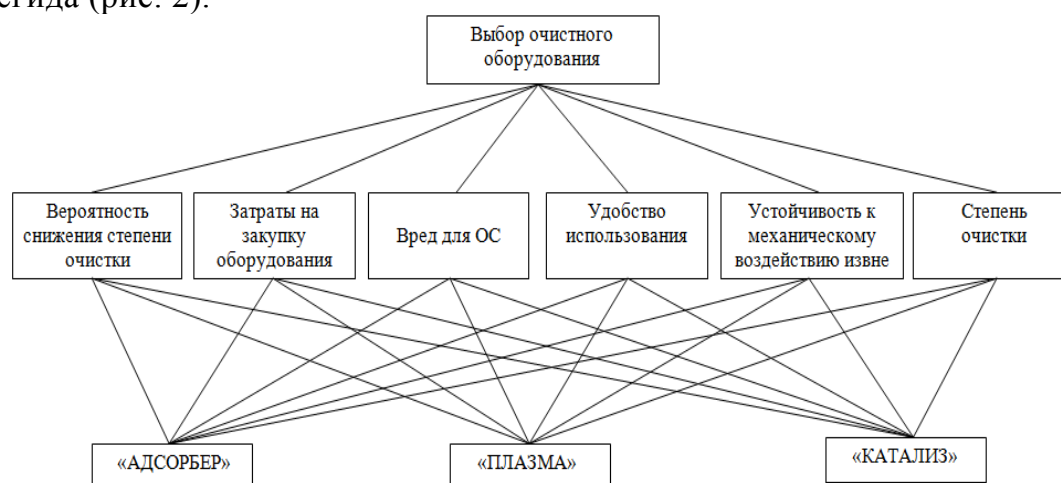 (рис. 2).
Выбор очистного
оборудования
Вероятность
снижения степени
очистки
Затраты на
закупку
оборудования
Вред для ОС
Удобство
использования
Устойчивость к
механическому
воздействию извне
Степень
очистки
«АДСОРБЕР»
«ПЛАЗМА»
«КАТАЛИЗ»